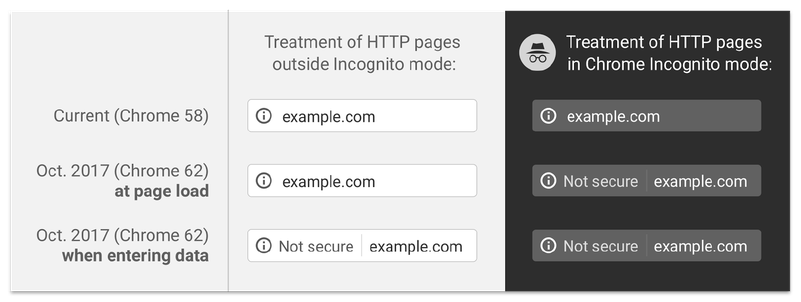 Treatment of HTTP pages
outside Incognito mode:
Treatment of HTTP pages
in Chrome Incognito mode:
Current (Chrome 58)
example.com
example.com
Oct. 2017 (Chrome 62)
at page load
example.com
Not secure example.com
Oct. 2017 (Chrome 62)
when entering data
Not secure example.com
Not secure example.com